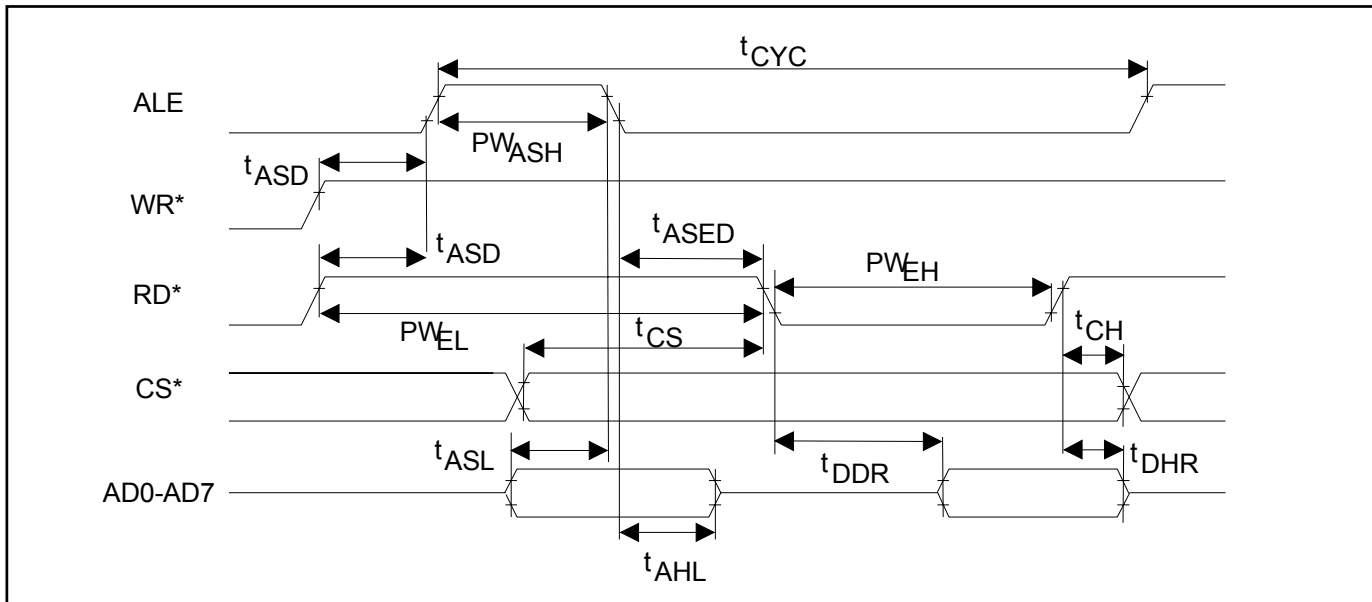 tCYC
ALE
PWASH
tASD
WR*
tASD
tASED
PWEH
RD*
PWEL
tCS
tCH
CS*
tASL
tDDR
tDHR
AD0-AD7
tAHL